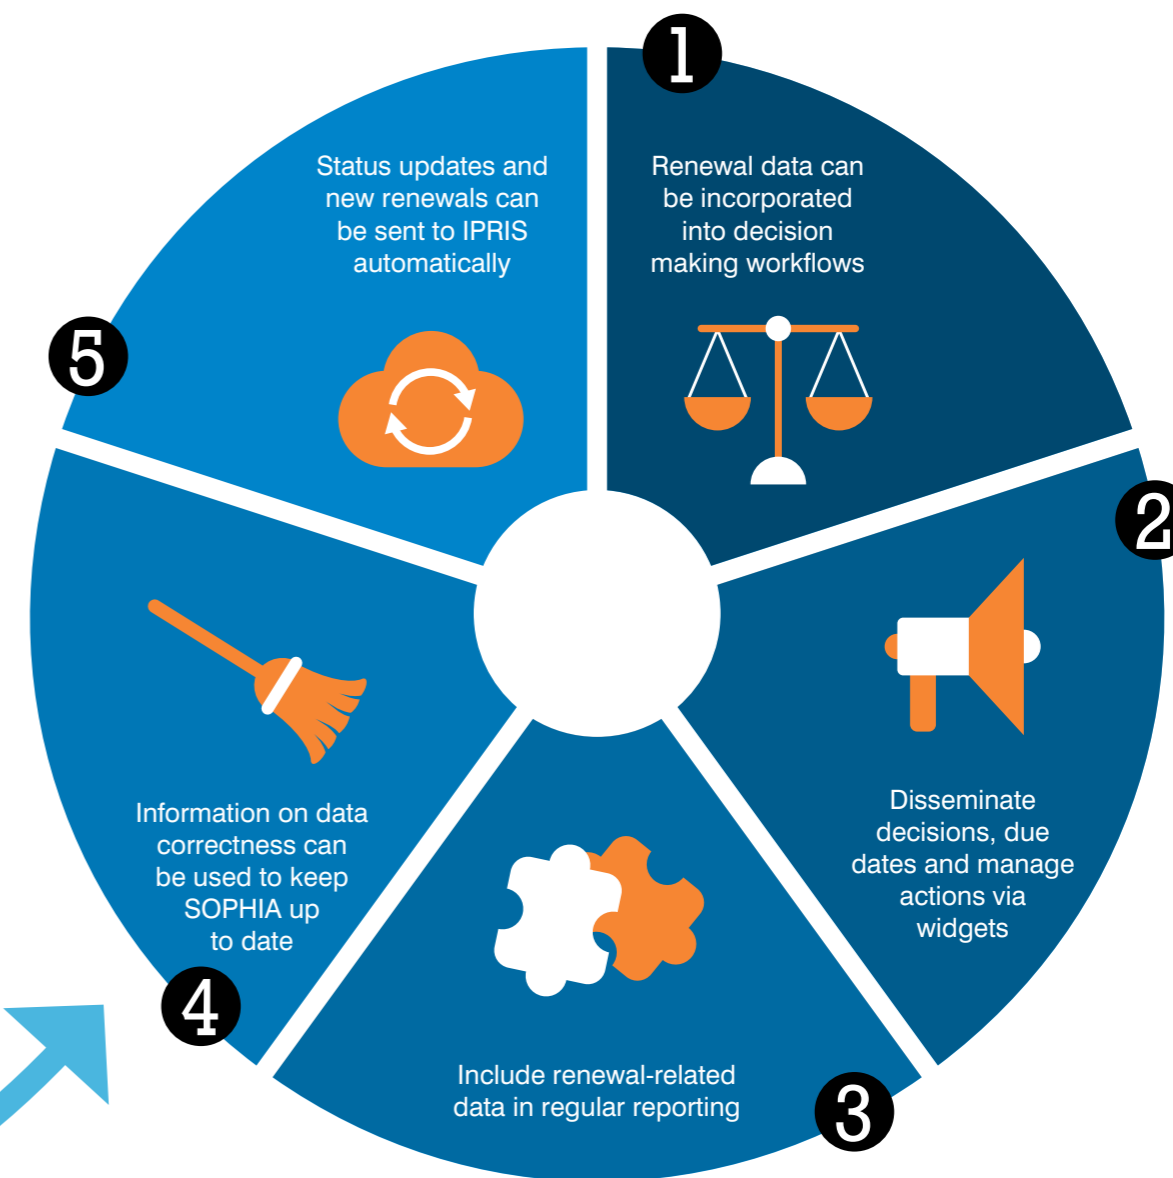 1
Renewal data can
be incorporated
into decision
making workflows
2
Disseminate
decisions, due
dates and manage
actions via
widgets
3
Include renewal-related
data in regular reporting
4
Information on data
correctness can
be used to keep
SOPHIA up
to date
5
Status updates and
new renewals can
be sent to IPRIS
automatically